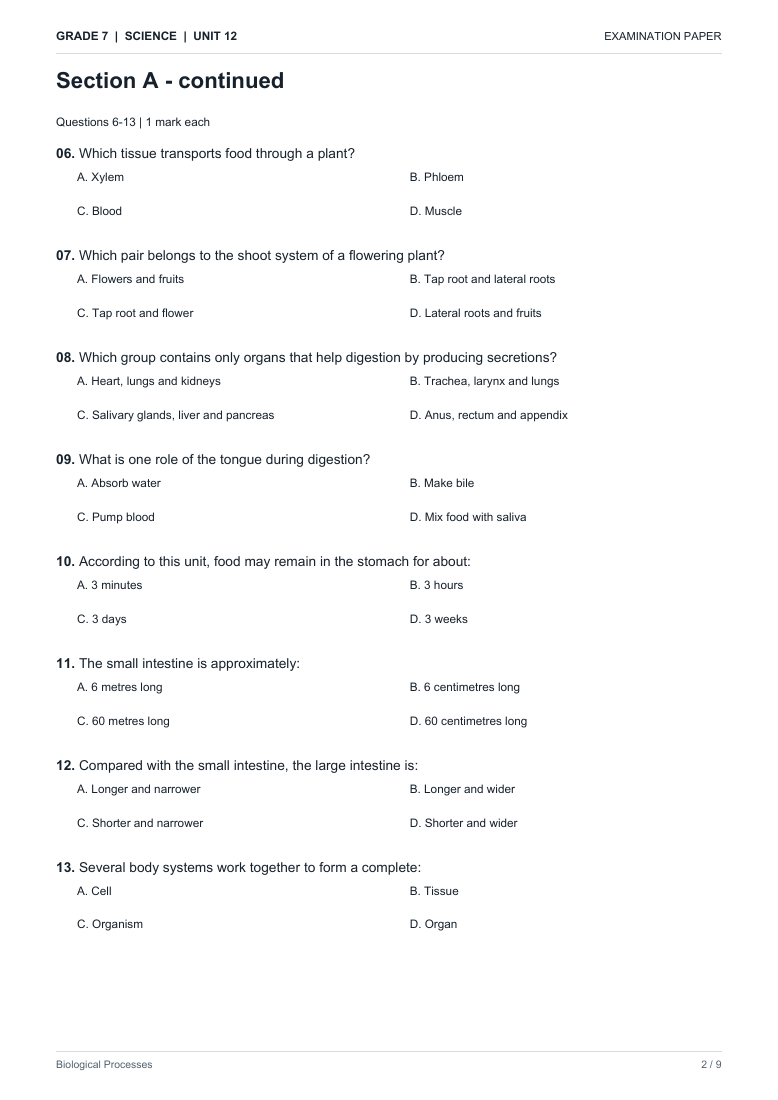 GRADE 7 | SCIENCE | UNIT 12 EXAMINATION PAPER
Section A - continued
Questions 6-13 | 1 mark each
06. Which tissue transports food through a plant?
A. Xylem B. Phloem
C. Blood D. Muscle
07. Which pair belongs to the shoot system of a flowering plant?
A. Flowers and fruits B. Tap root and lateral roots
C. Tap root and flower D. Lateral roots and fruits
08. Which group contains only organs that help digestion by producing secretions?
A. Heart, lungs and kidneys B. Trachea, larynx and lungs
C. Salivary glands, liver and pancreas D. Anus, rectum and appendix
09. What is one role of the tongue during digestion?
A. Absorb water B. Make bile
C. Pump blood D. Mix food with saliva
10. According to this unit, food may remain in the stomach for about:
A. 3 minutes B. 3 hours
C. 3 days D. 3 weeks
11. The small intestine is approximately:
A. 6 metres long B. 6 centimetres long
C. 60 metres long D. 60 centimetres long
12. Compared with the small intestine, the large intestine is:
A. Longer and narrower B. Longer and wider
C. Shorter and narrower D. Shorter and wider
13. Several body systems work together to form a complete:
A. Cell B. Tissue
C. Organism D. Organ
Biological Processes 2 / 9